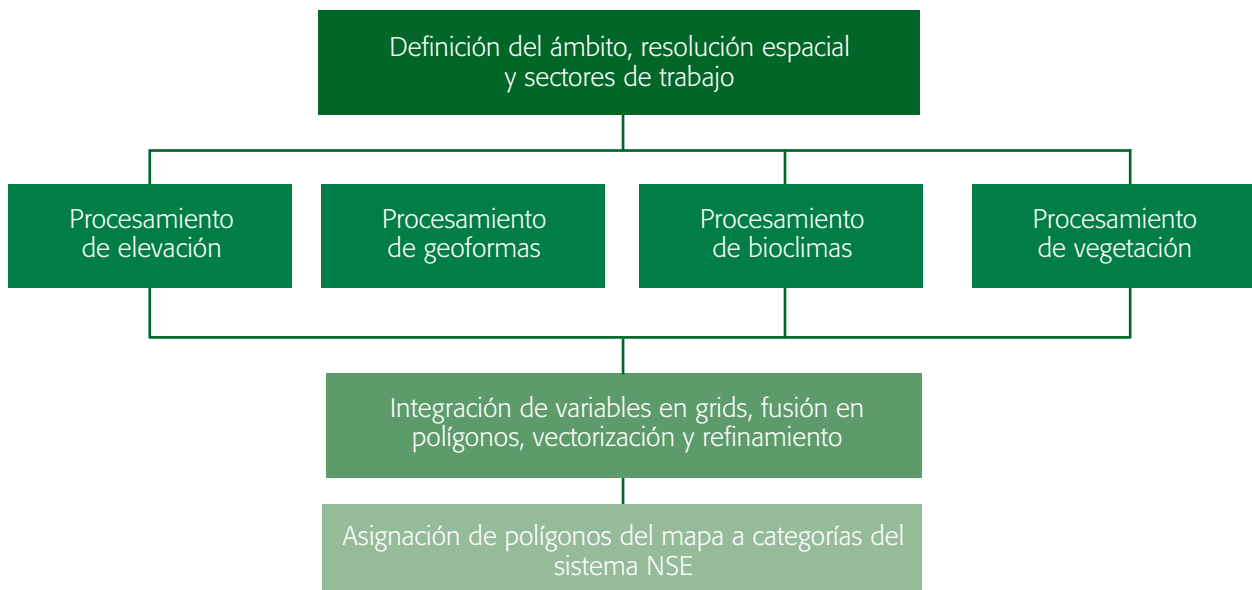 Definición del ámbito, resolución espacial
y sectores de trabajo
Procesamiento
de elevación
Procesamiento
de geoformas
Procesamiento
de bioclimas
Procesamiento
de vegetación
Integración de variables en grids, fusión en
polígonos, vectorización y refinamiento
Asignación de polígonos del mapa a categorías del
sistema NSE